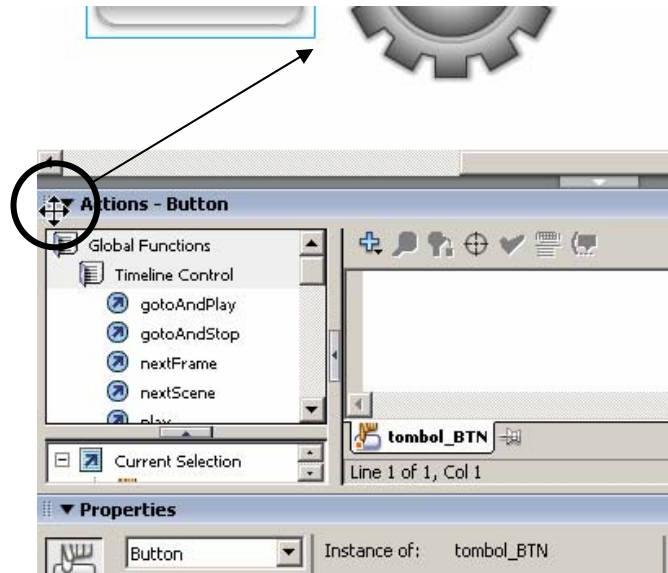 Actions - Button
Global Functions
Timeline Control
gotoAndPlay
gotoAndStop
nextFrame
nextScene
play
Current Selection
tombol_BTN
Line 1 of 1, Col 1
Properties
Button
Instance of: tombol_BTN